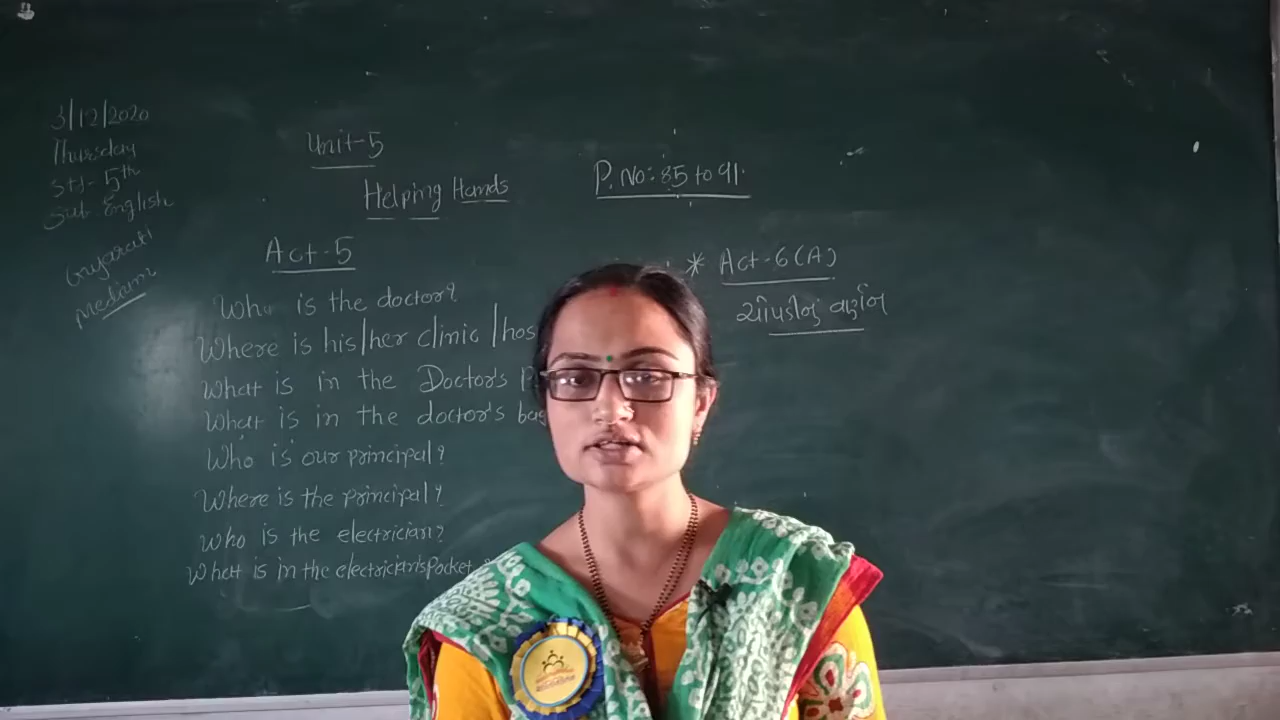 3/12/2020
Thursday
Std- 5th
Sub English
Gujarati
Medam
Unit-5
Helping Hands
P. No: 85 to 91.
Act-5
Who is the doctor?
Where is his/her clinic /hos
What is in the Doctor's P
What is in the doctor's bag
Who is our principal?
Where is the principal?
Who is the electrician?
What is in the electrician's Pocket ?
* Act-6(A)
ચોપડીનું વર્ણન